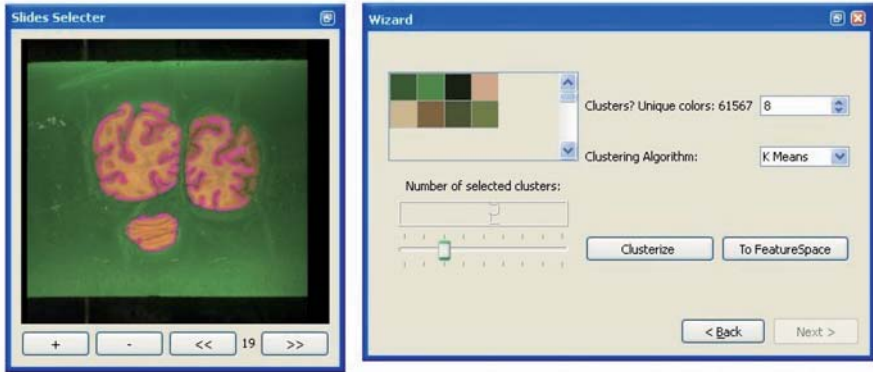 Slides Selecter
+ - << 19 >>
Wizard
Clusters? Unique colors: 61567 8
Clustering Algorithm: K Means
Number of selected clusters:
2
Clusterize To FeatureSpace
< Back Next >